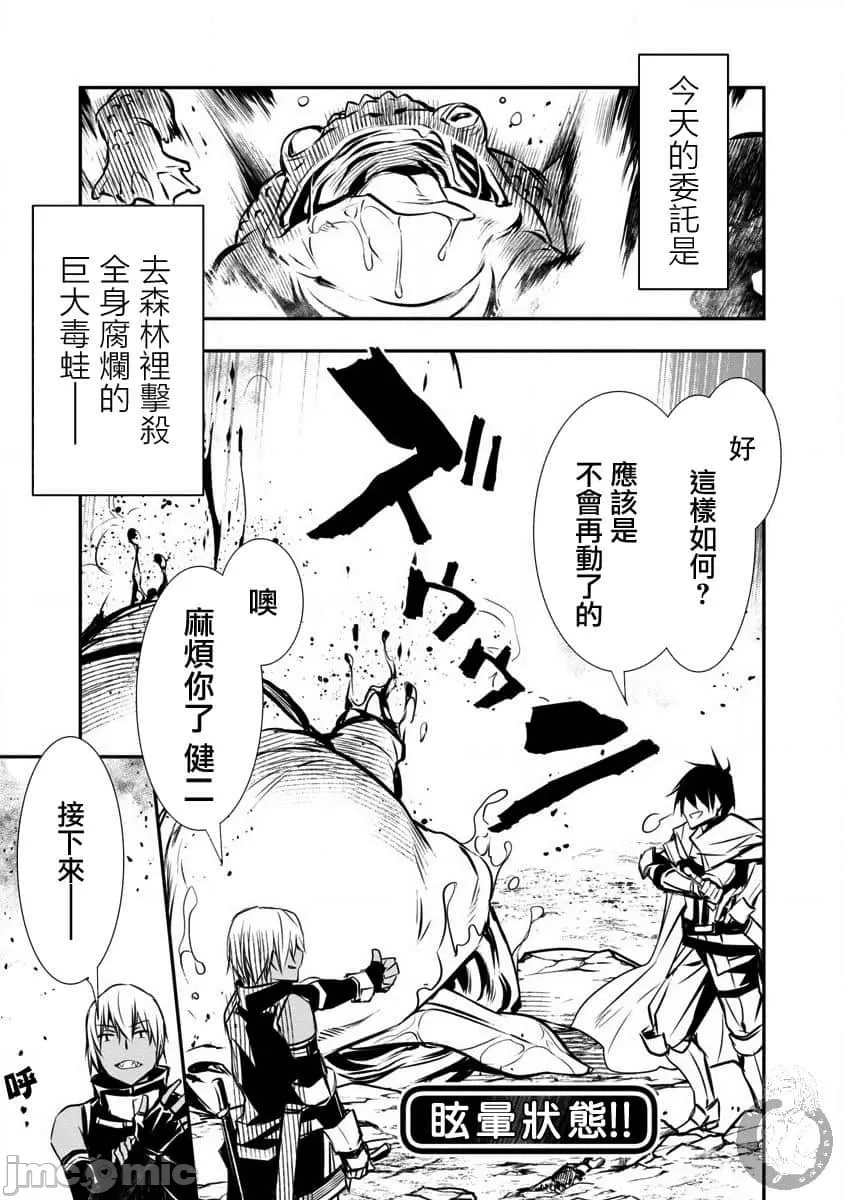 今天的委託是
去森林裡擊殺
全身腐爛的
巨大毒蛙——
好
這樣如何？
應該是
不會再動了的
ズゥゥン
噢
麻煩你了 健二
眩暈狀態!!
接下來——
呼
jmcomic